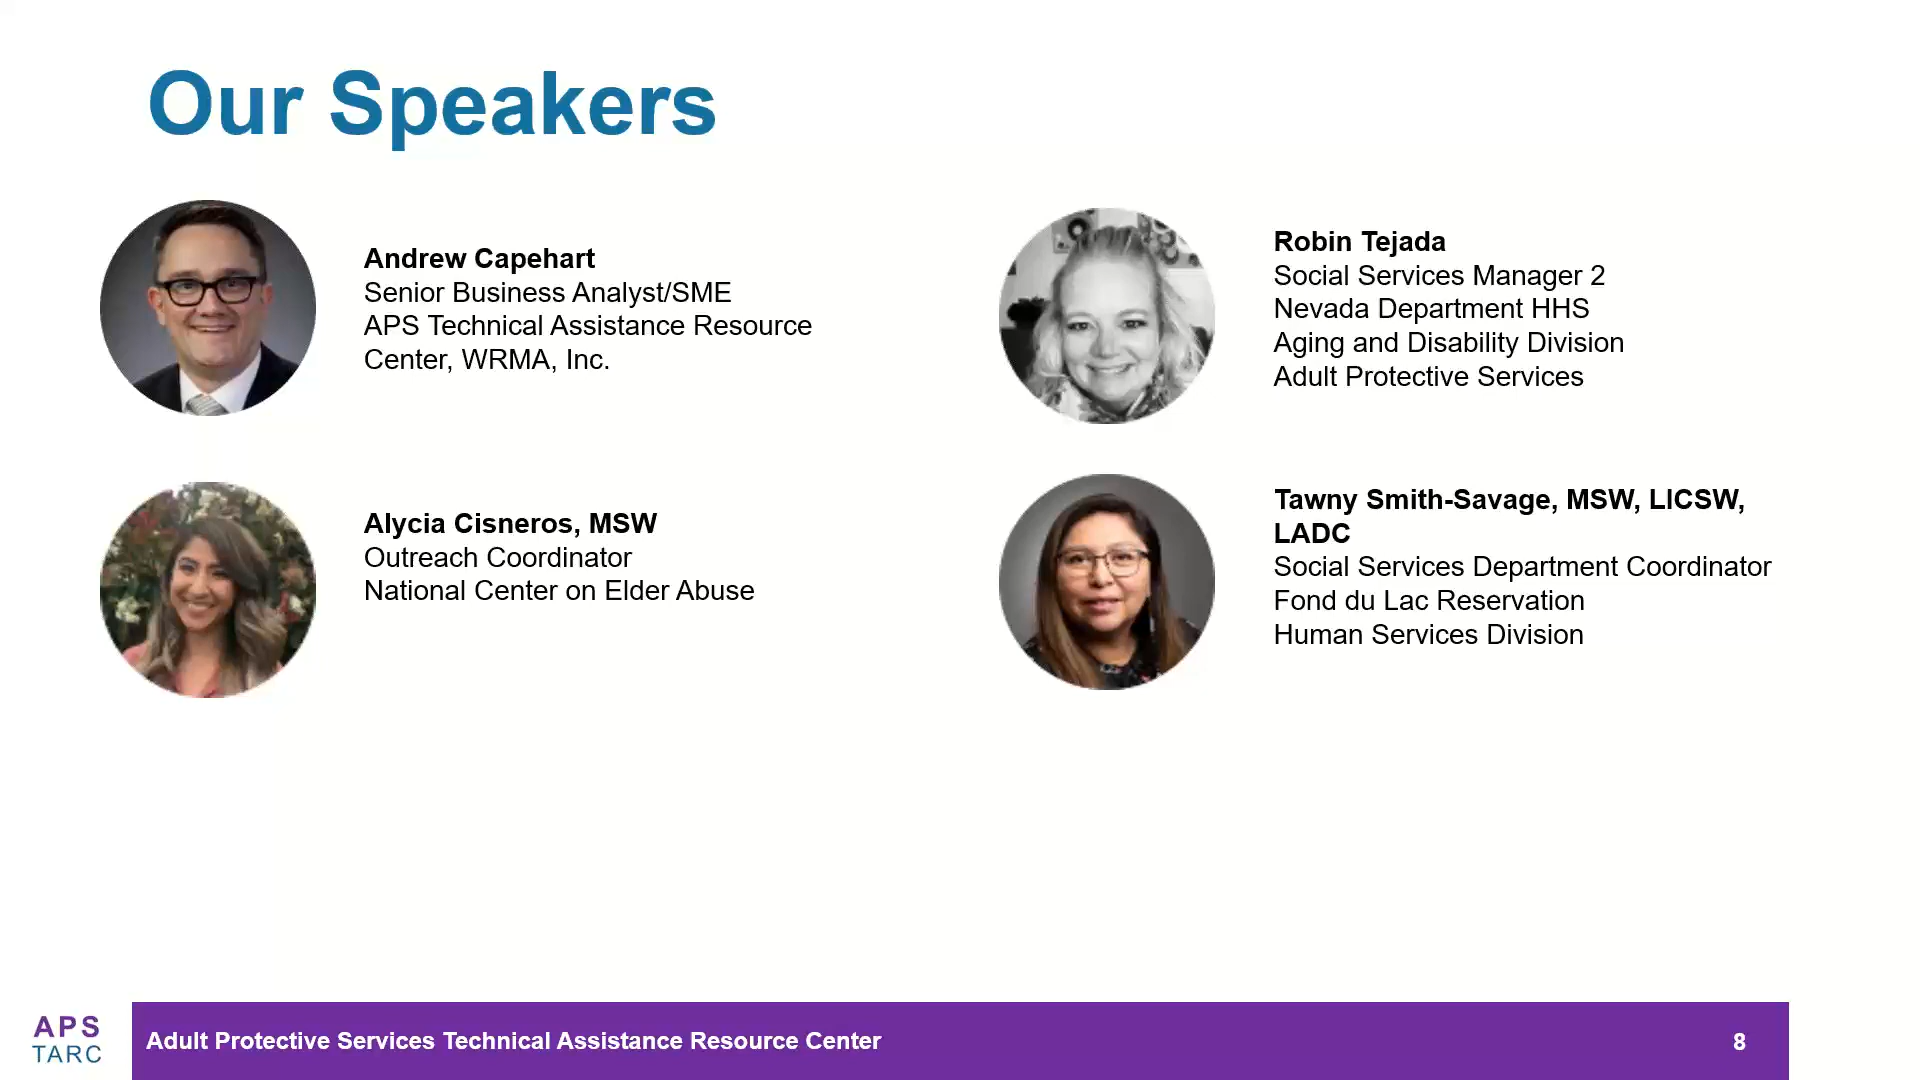 Our Speakers
Andrew Capehart
Senior Business Analyst/SME
APS Technical Assistance Resource
Center, WRMA, Inc.
Robin Tejada
Social Services Manager 2
Nevada Department HHS
Aging and Disability Division
Adult Protective Services
Alycia Cisneros, MSW
Outreach Coordinator
National Center on Elder Abuse
Tawny Smith-Savage, MSW, LICSW,
LADC
Social Services Department Coordinator
Fond du Lac Reservation
Human Services Division
APS
TARC
Adult Protective Services Technical Assistance Resource Center
8